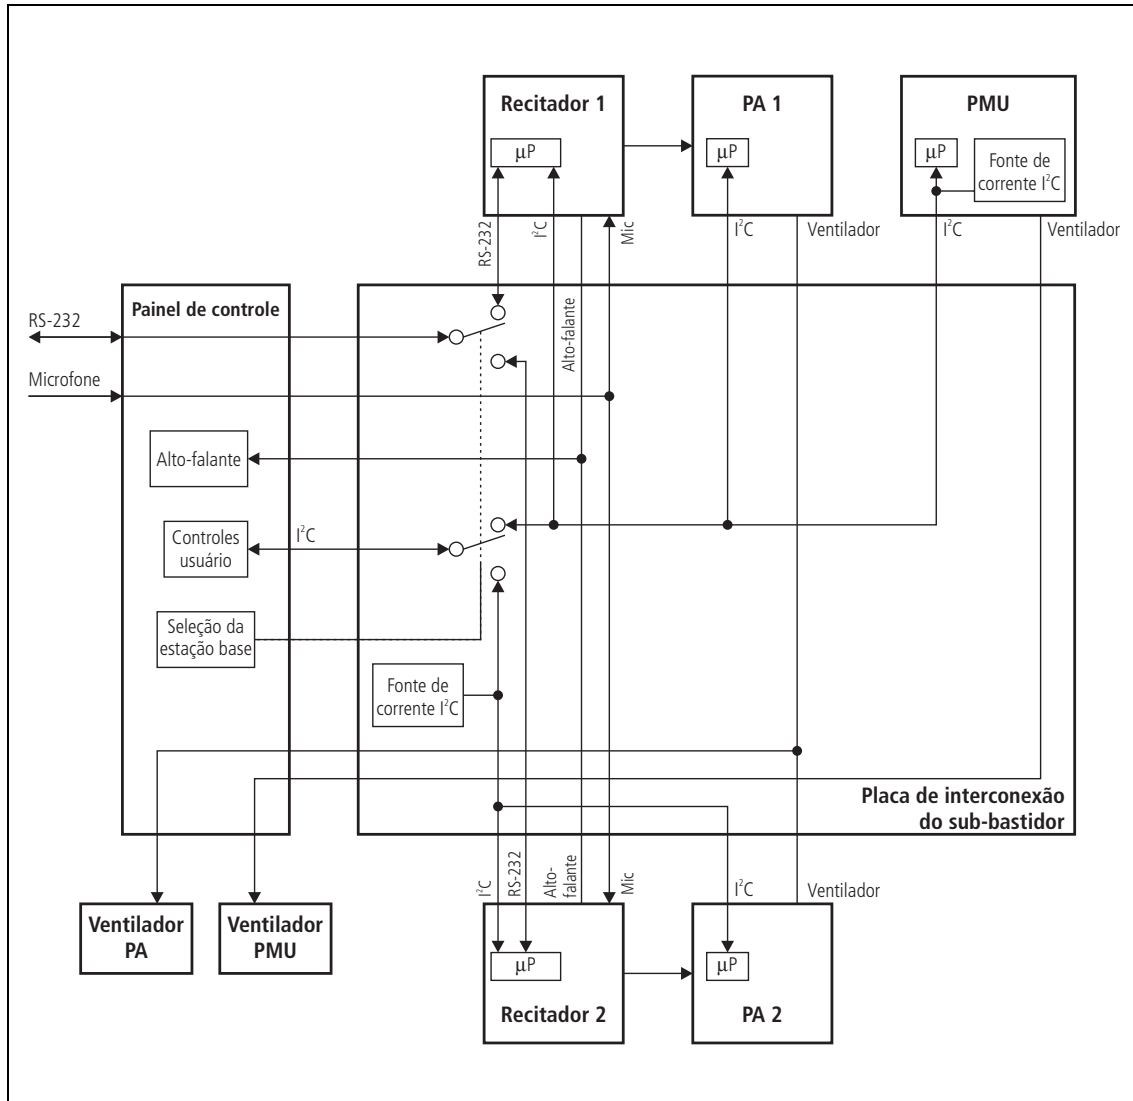 Recitador 1
PA 1
PMU
µP
µP
µP
Fonte de
corrente I²C
RS-232
I²C
Mic
I²C
Ventilador
I²C
Ventilador
Painel de controle
RS-232
Alto-falante
Microfone
Alto-falante
Controles
usuário
I²C
Seleção da
estação base
Fonte de
corrente I²C
Placa de interconexão
do sub-bastidor
I²C
RS-232
Alto-
falante
Mic
I²C
Ventilador
Ventilador
PA
Ventilador
PMU
µP
µP
Recitador 2
PA 2